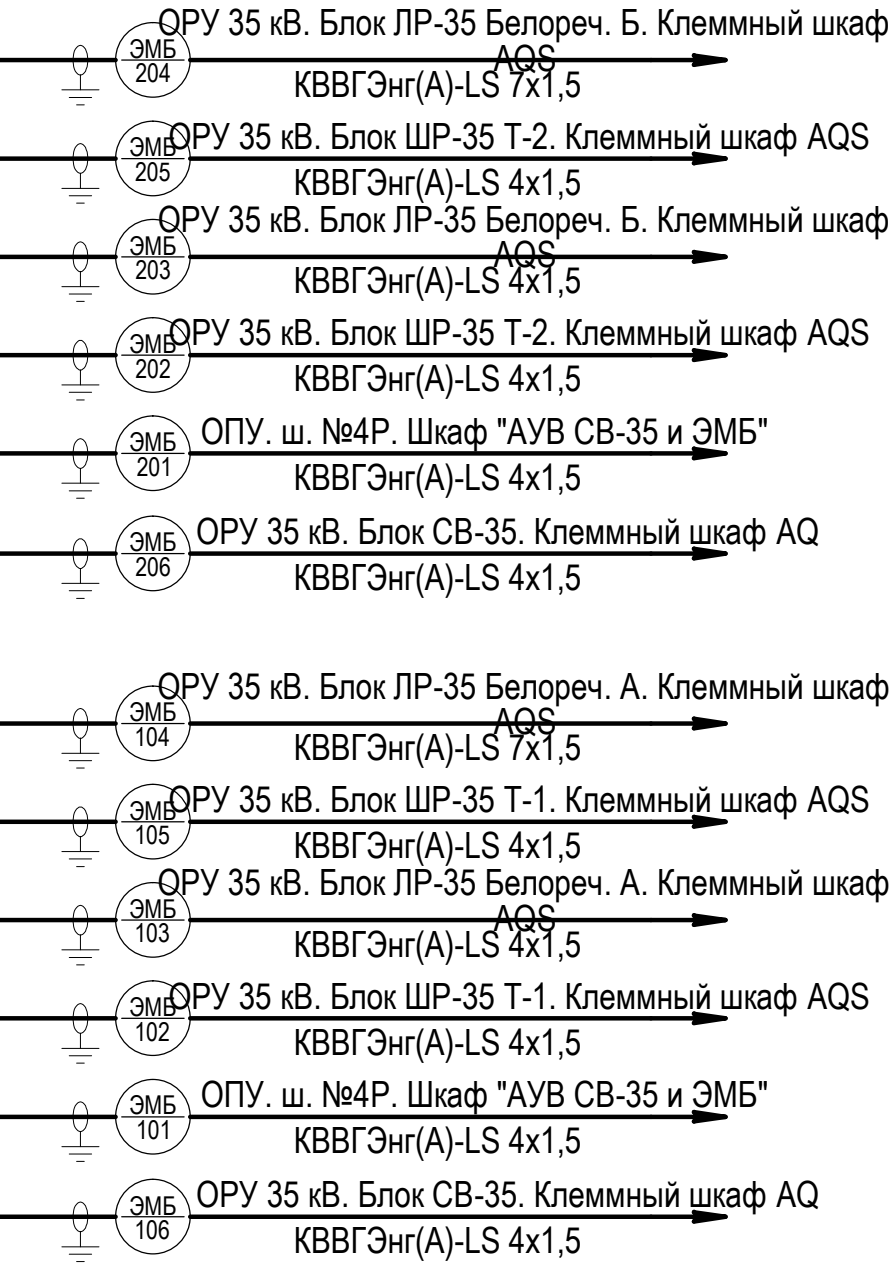 ОРУ 35 кВ. Блок ЛР-35 Белореч. Б. Клеммный шкаф
AQS
ЭМБ
204
КВВГЭнг(А)-LS 7х1,5
ОРУ 35 кВ. Блок ШР-35 Т-2. Клеммный шкаф AQS
ЭМБ
205
КВВГЭнг(А)-LS 4х1,5
ОРУ 35 кВ. Блок ЛР-35 Белореч. Б. Клеммный шкаф
AQS
ЭМБ
203
КВВГЭнг(А)-LS 4х1,5
ОРУ 35 кВ. Блок ШР-35 Т-2. Клеммный шкаф AQS
ЭМБ
202
КВВГЭнг(А)-LS 4х1,5
ОПУ. ш. №4Р. Шкаф "АУВ СВ-35 и ЭМБ"
ЭМБ
201
КВВГЭнг(А)-LS 4х1,5
ОРУ 35 кВ. Блок СВ-35. Клеммный шкаф AQ
ЭМБ
206
КВВГЭнг(А)-LS 4х1,5
ОРУ 35 кВ. Блок ЛР-35 Белореч. А. Клеммный шкаф
AQS
ЭМБ
104
КВВГЭнг(А)-LS 7х1,5
ОРУ 35 кВ. Блок ШР-35 Т-1. Клеммный шкаф AQS
ЭМБ
105
КВВГЭнг(А)-LS 4х1,5
ОРУ 35 кВ. Блок ЛР-35 Белореч. А. Клеммный шкаф
AQS
ЭМБ
103
КВВГЭнг(А)-LS 4х1,5
ОРУ 35 кВ. Блок ШР-35 Т-1. Клеммный шкаф AQS
ЭМБ
102
КВВГЭнг(А)-LS 4х1,5
ОПУ. ш. №4Р. Шкаф "АУВ СВ-35 и ЭМБ"
ЭМБ
101
КВВГЭнг(А)-LS 4х1,5
ОРУ 35 кВ. Блок СВ-35. Клеммный шкаф AQ
ЭМБ
106
КВВГЭнг(А)-LS 4х1,5